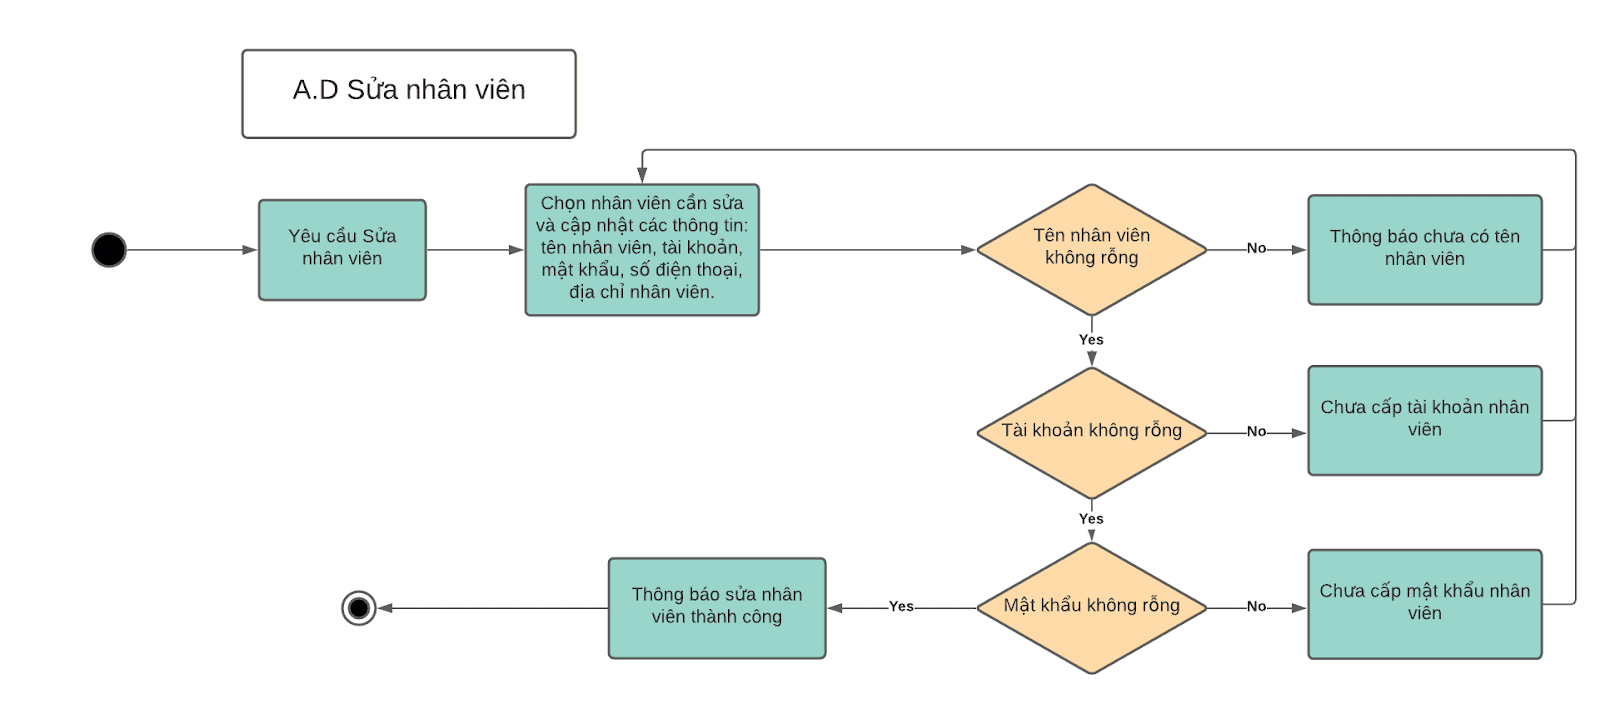 A.D Sửa nhân viên
Yêu cầu Sửa
nhân viên
Chọn nhân viên cần sửa
và cập nhật các thông tin:
tên nhân viên, tài khoản,
mật khẩu, số điện thoại,
địa chỉ nhân viên.
Tên nhân viên
không rỗng
No
Thông báo chưa có tên
nhân viên
Yes
Tài khoản không rỗng
No
Chưa cấp tài khoản nhân
viên
Yes
Mật khẩu không rỗng
No
Chưa cấp mật khẩu nhân
viên
Yes
Thông báo sửa nhân
viên thành công